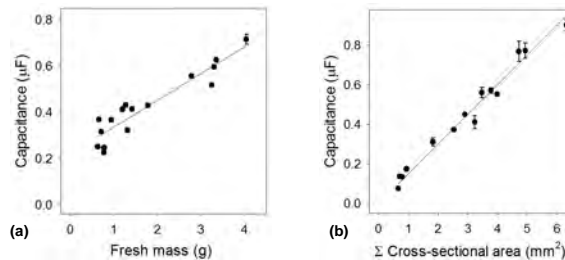 0.8
0.6
0.4
0.2
0.0
Capacitance (µF)
0 1 2 3 4
(a)
Fresh mass (g)
0.8
0.6
0.4
0.2
0.0
Capacitance (µF)
0 1 2 3 4 5 6
(b)
Σ Cross-sectional area (mm²)